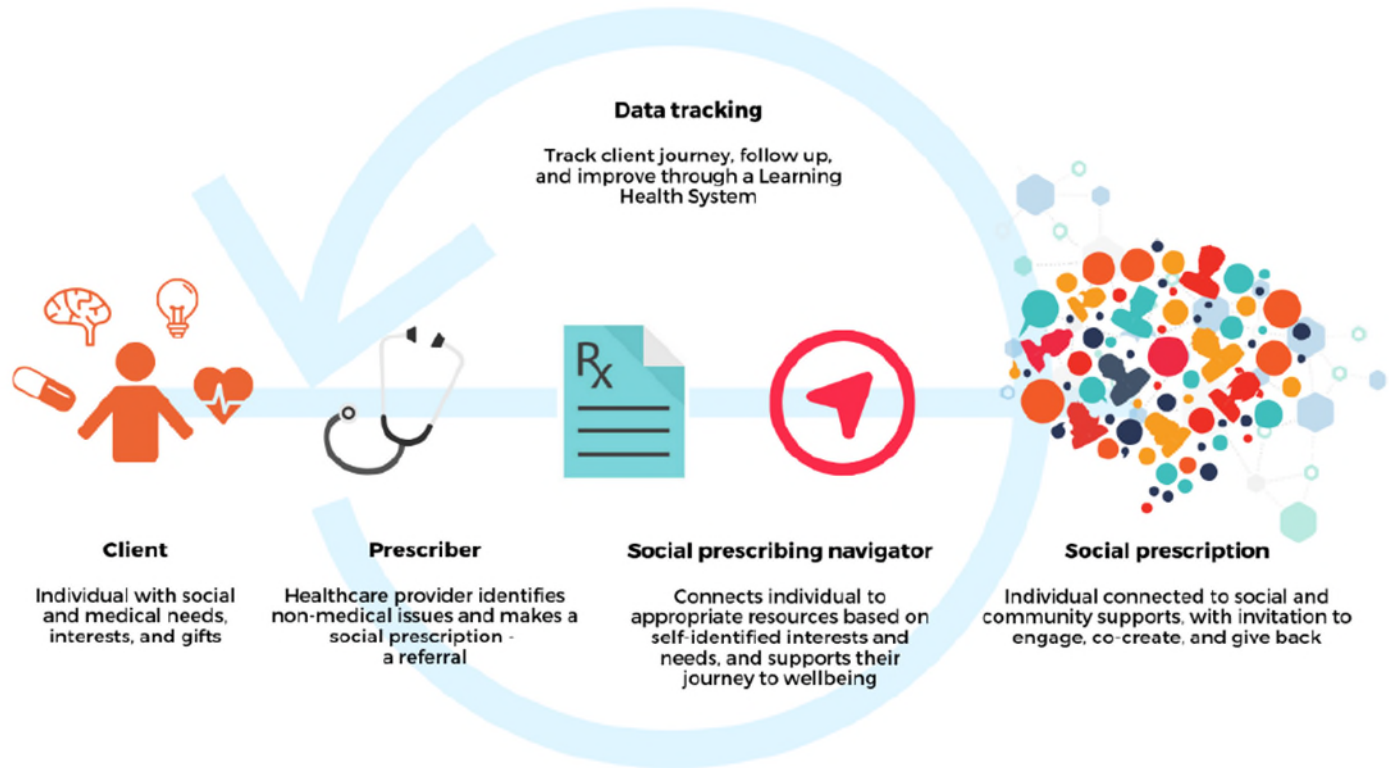 Data tracking
Track client journey, follow up,
and improve through a Learning
Health System
Rx
Client
Individual with social
and medical needs,
interests, and gifts
Prescriber
Healthcare provider identifies
non-medical issues and makes a
social prescription -
a referral
Social prescribing navigator
Connects individual to
appropriate resources based on
self-identified interests and
needs, and supports their
journey to wellbeing
Social prescription
Individual connected to social and
community supports, with invitation to
engage, co-create, and give back